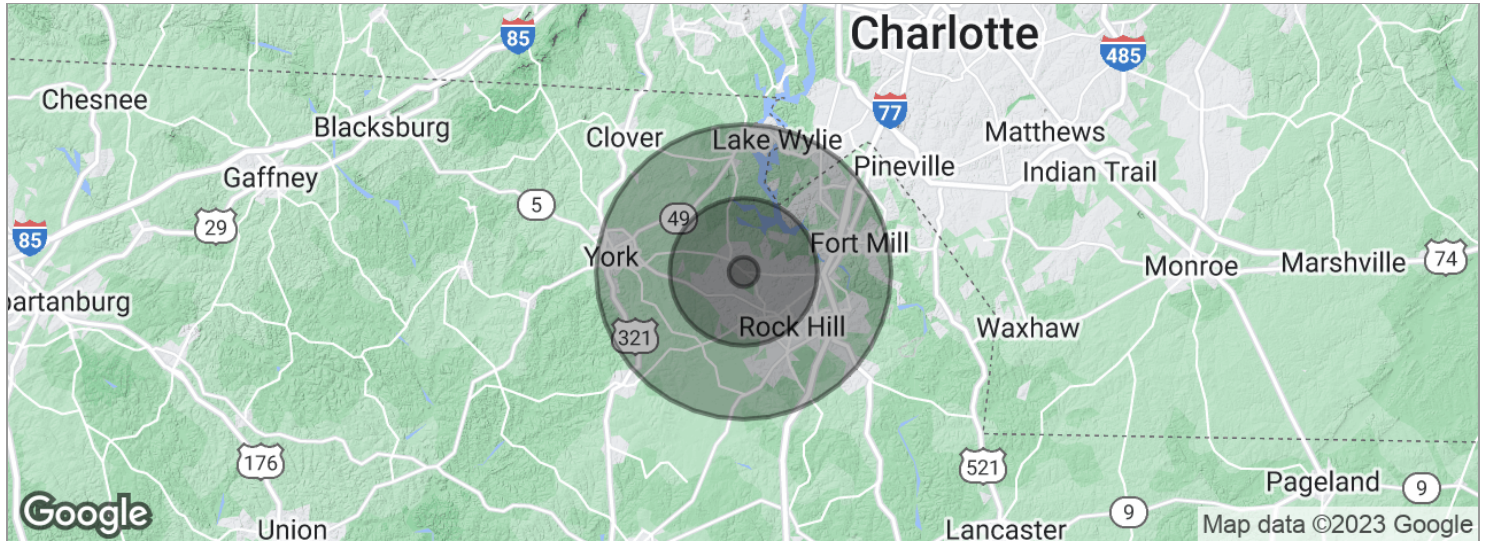 Charlotte
85
485
77
Chesnee
Blacksburg
Clover
Lake Wylie
Matthews
Pineville
Indian Trail
Gaffney
5
49
29
85
York
Fort Mill
Monroe
Marshville
74
partanburg
321
Rock Hill
Waxhaw
176
521
Pageland
9
9
Google
Union
Lancaster
Map data ©2023 Google